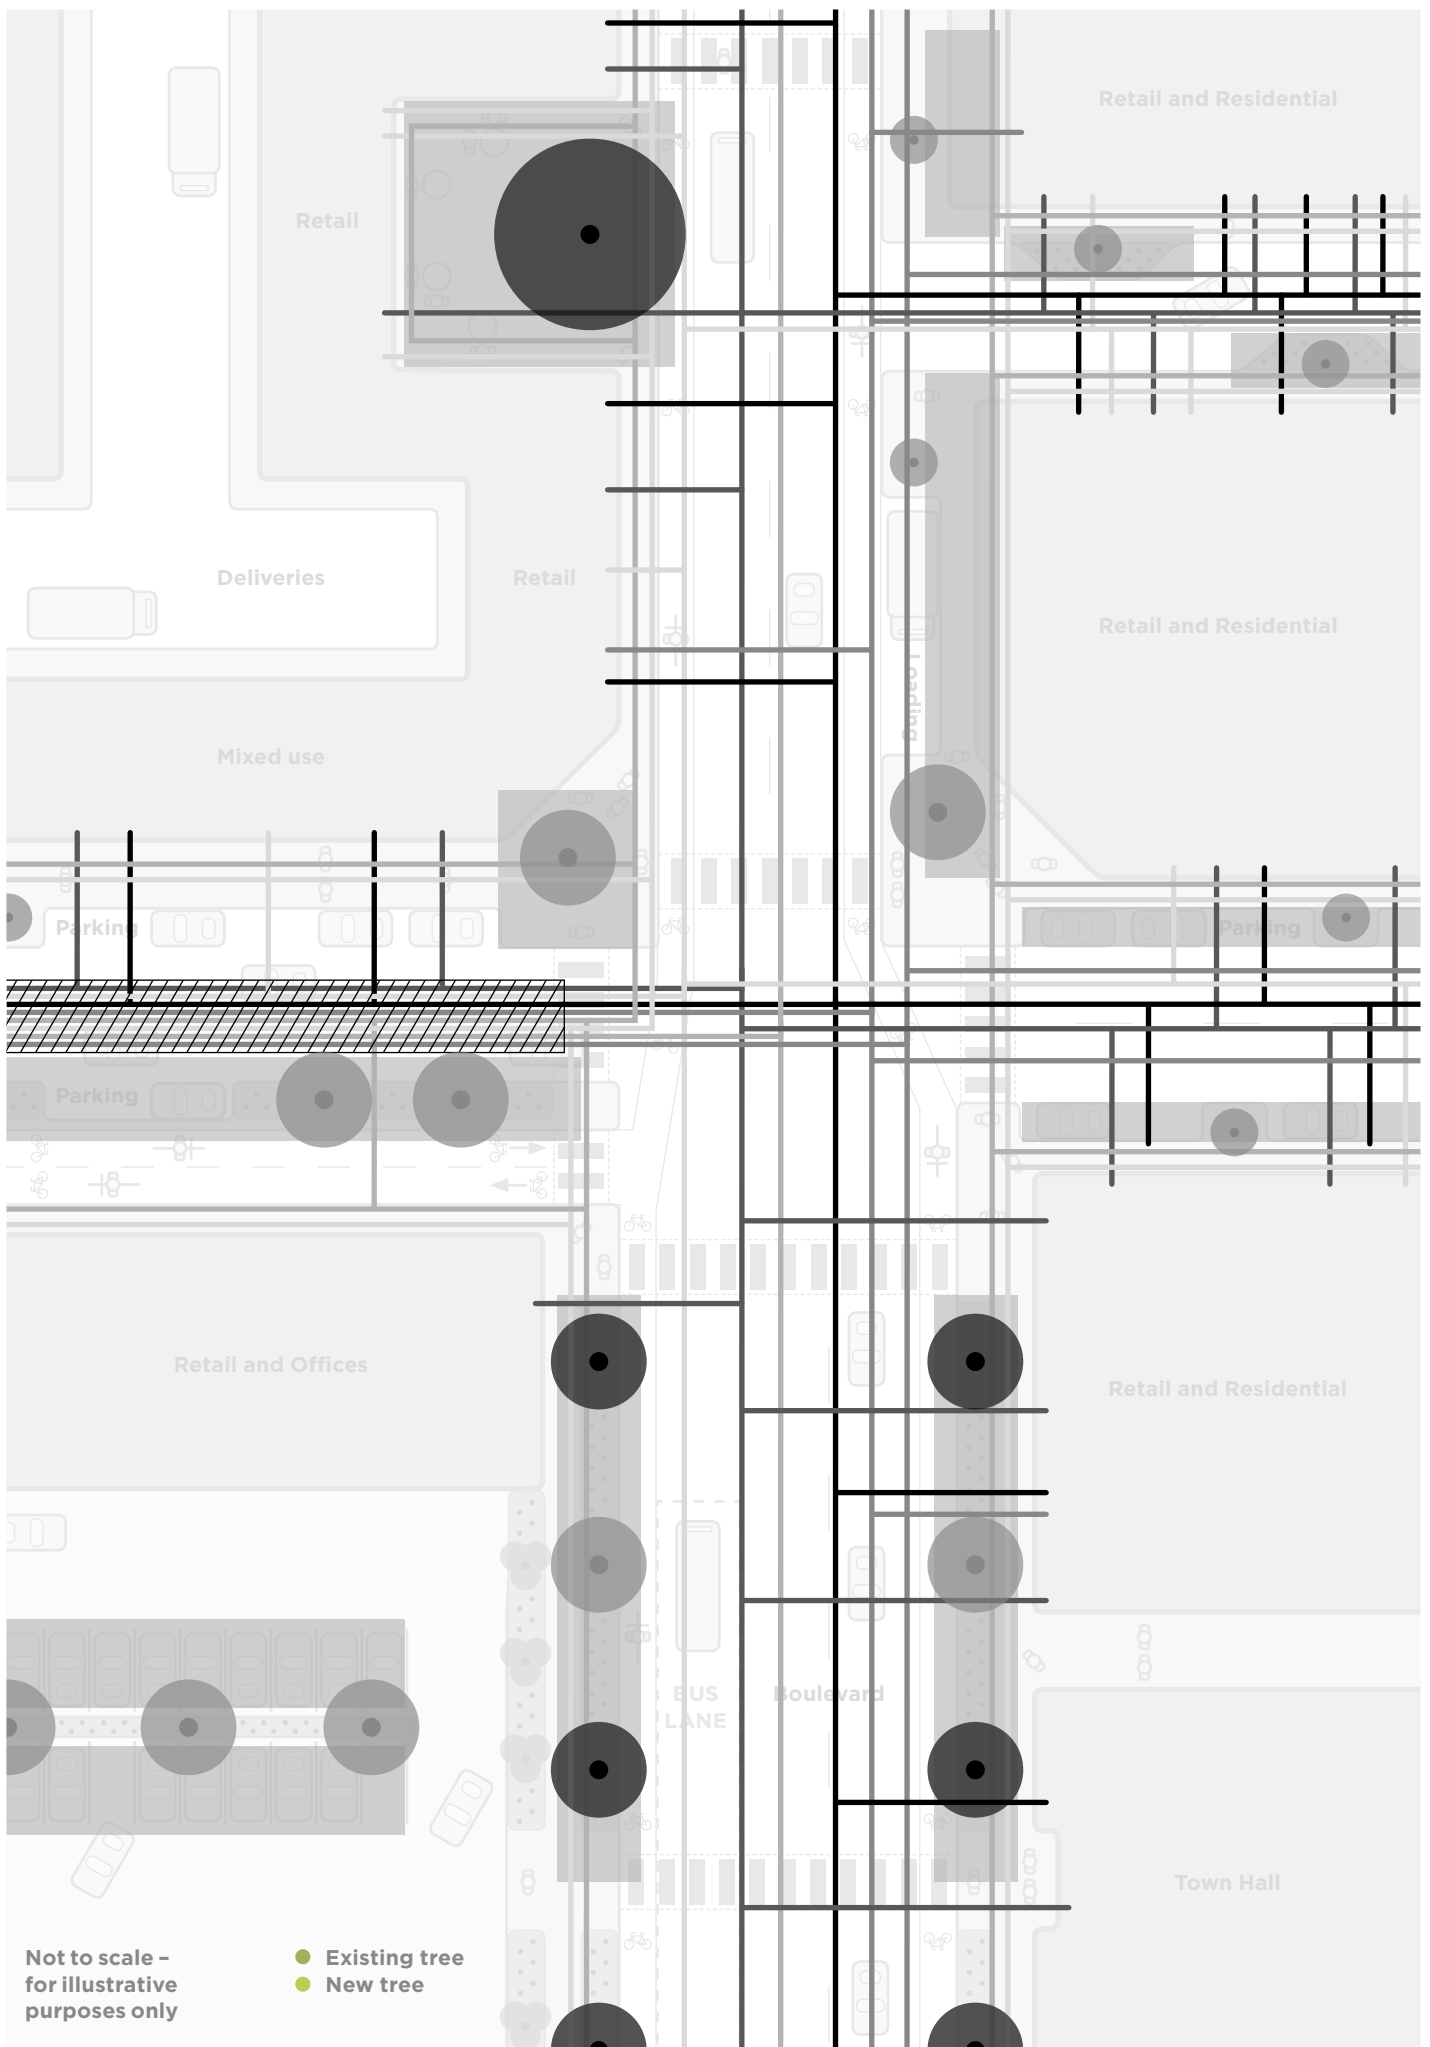 Retail and Residential
Retail
Deliveries
Retail
Retail and Residential
Loading
Mixed use
Parking
Parking
Parking
Retail and Offices
Retail and Residential
BUS
LANE
Boulevard
Town Hall
Not to scale –
for illustrative
purposes only
Existing tree
New tree